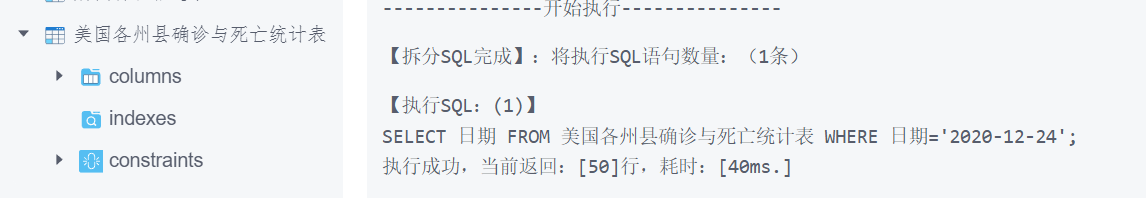 ---------------开始执行---------------
美国各州县确诊与死亡统计表
columns
indexes
constraints
【拆分SQL完成】：将执行SQL语句数量：（1条）
【执行SQL：(1)】
SELECT 日期 FROM 美国各州县确诊与死亡统计表 WHERE 日期='2020-12-24';
执行成功，当前返回：[50]行，耗时：[40ms.]